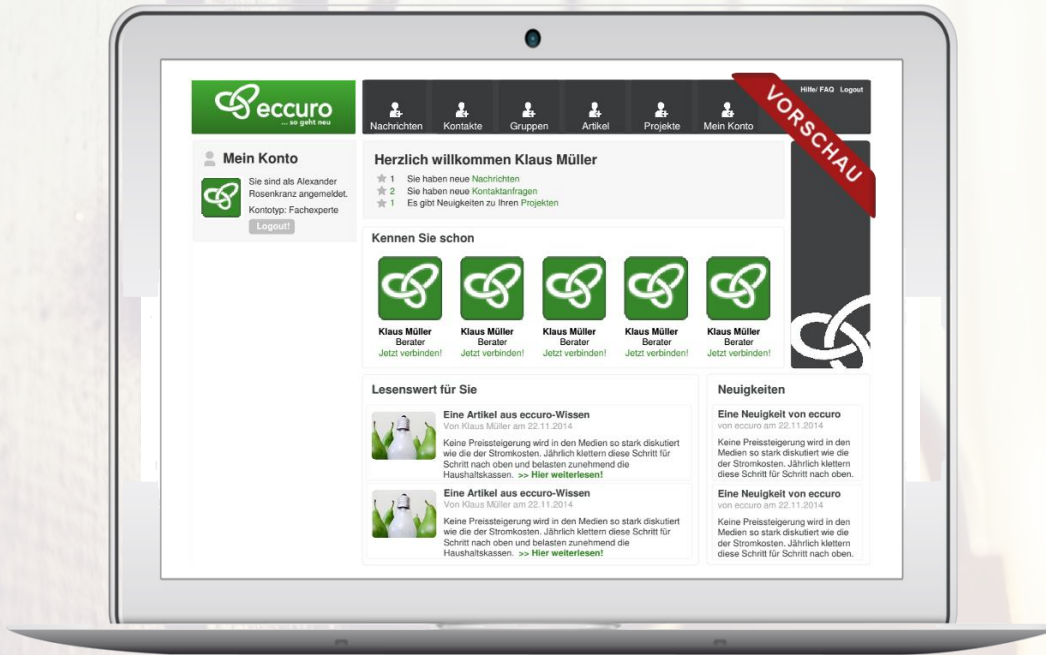 eccuro
... so geht neu
Nachrichten
Kontakte
Gruppen
Artikel
Projekte
Mein Konto
Hilfe/ FAQ Logout
VORSCHAU
Mein Konto
Sie sind als Alexander
Rosenkranz angemeldet.
Kontotyp: Fachexperte
Logout!
Herzlich willkommen Klaus Müller
1 Sie haben neue Nachrichten
2 Sie haben neue Kontaktanfragen
1 Es gibt Neuigkeiten zu Ihren Projekten
Kennen Sie schon
Klaus Müller
Berater
Jetzt verbinden!
Klaus Müller
Berater
Jetzt verbinden!
Klaus Müller
Berater
Jetzt verbinden!
Klaus Müller
Berater
Jetzt verbinden!
Klaus Müller
Berater
Jetzt verbinden!
Lesenswert für Sie
Eine Artikel aus eccuro-Wissen
Von Klaus Müller am 22.11.2014
Keine Preissteigerung wird in den Medien so stark diskutiert
wie die der Stromkosten. Jährlich klettern diese Schritt für
Schritt nach oben und belasten zunehmend die
Haushaltskassen. >> Hier weiterlesen!
Eine Artikel aus eccuro-Wissen
Von Klaus Müller am 22.11.2014
Keine Preissteigerung wird in den Medien so stark diskutiert
wie die der Stromkosten. Jährlich klettern diese Schritt für
Schritt nach oben und belasten zunehmend die
Haushaltskassen. >> Hier weiterlesen!
Neuigkeiten
Eine Neuigkeit von eccuro
von eccuro am 22.11.2014
Keine Preissteigerung wird in den
Medien so stark diskutiert wie die
der Stromkosten. Jährlich klettern
diese Schritt für Schritt nach oben.
Eine Neuigkeit von eccuro
von eccuro am 22.11.2014
Keine Preissteigerung wird in den
Medien so stark diskutiert wie die
der Stromkosten. Jährlich klettern
diese Schritt für Schritt nach oben.